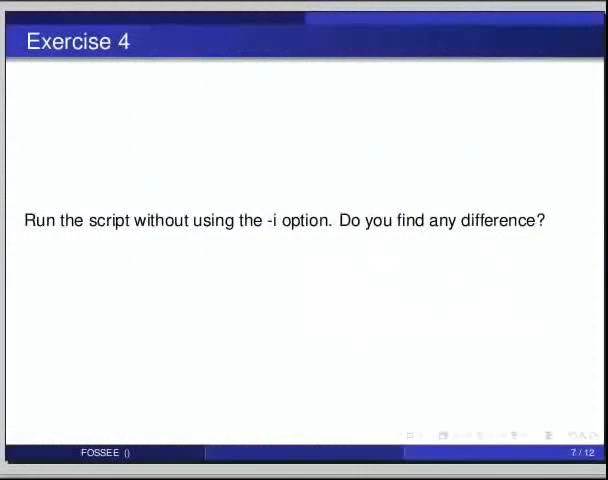 Exercise 4
Run the script without using the -i option. Do you find any difference?
FOSSEE ()
7 / 12